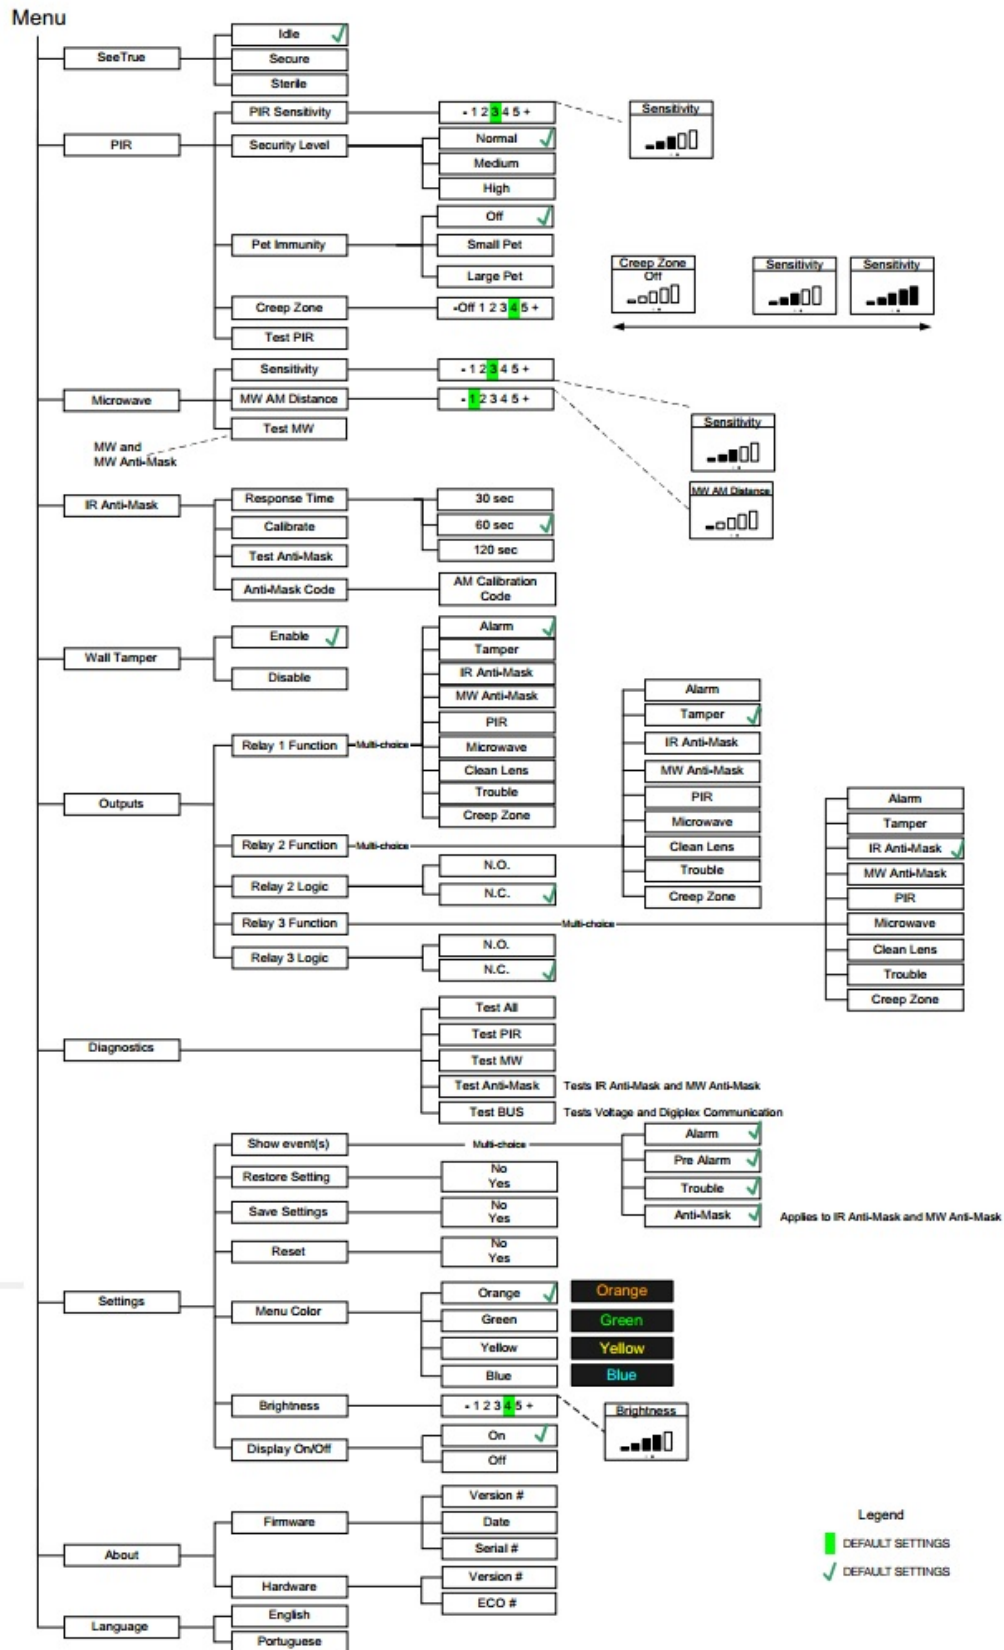 Menu
SeeTrue
Idle
Secure
Sterile
PIR
PIR Sensitivity
- 1 2 3 4 5 +
Sensitivity
Security Level
Normal
Medium
High
Pet Immunity
Off
Small Pet
Large Pet
Creep Zone
-Off 1 2 3 4 5 +
Creep Zone
Off
Sensitivity
Sensitivity
Test PIR
Microwave
Sensitivity
- 1 2 3 4 5 +
MW AM Distance
- 1 2 3 4 5 +
Test MW
MW and
MW Anti-Mask
Sensitivity
MW AM Distance
IR Anti-Mask
Response Time
30 sec
60 sec
120 sec
Calibrate
Test Anti-Mask
Anti-Mask Code
AM Calibration
Code
Wall Tamper
Enable
Disable
Outputs
Relay 1 Function
Multi-choice
Alarm
Tamper
IR Anti-Mask
MW Anti-Mask
PIR
Microwave
Clean Lens
Trouble
Creep Zone
Relay 2 Function
Multi-choice
Alarm
Tamper
IR Anti-Mask
MW Anti-Mask
PIR
Microwave
Clean Lens
Trouble
Creep Zone
Relay 2 Logic
N.O.
N.C.
Relay 3 Function
Multi-choice
Alarm
Tamper
IR Anti-Mask
MW Anti-Mask
PIR
Microwave
Clean Lens
Trouble
Creep Zone
Relay 3 Logic
N.O.
N.C.
Diagnostics
Test All
Test PIR
Test MW
Test Anti-Mask
Tests IR Anti-Mask and MW Anti-Mask
Test BUS
Tests Voltage and Digiplex Communication
Settings
Show event(s)
Multi-choice
Alarm
Pre Alarm
Trouble
Anti-Mask
Applies to IR Anti-Mask and MW Anti-Mask
Restore Setting
No
Yes
Save Settings
No
Yes
Reset
No
Yes
Menu Color
Orange
Orange
Green
Green
Yellow
Yellow
Blue
Blue
Brightness
- 1 2 3 4 5 +
Brightness
Display On/Off
On
Off
About
Firmware
Version #
Date
Serial #
Hardware
Version #
ECO #
Language
English
Portuguese
Legend
DEFAULT SETTINGS
DEFAULT SETTINGS